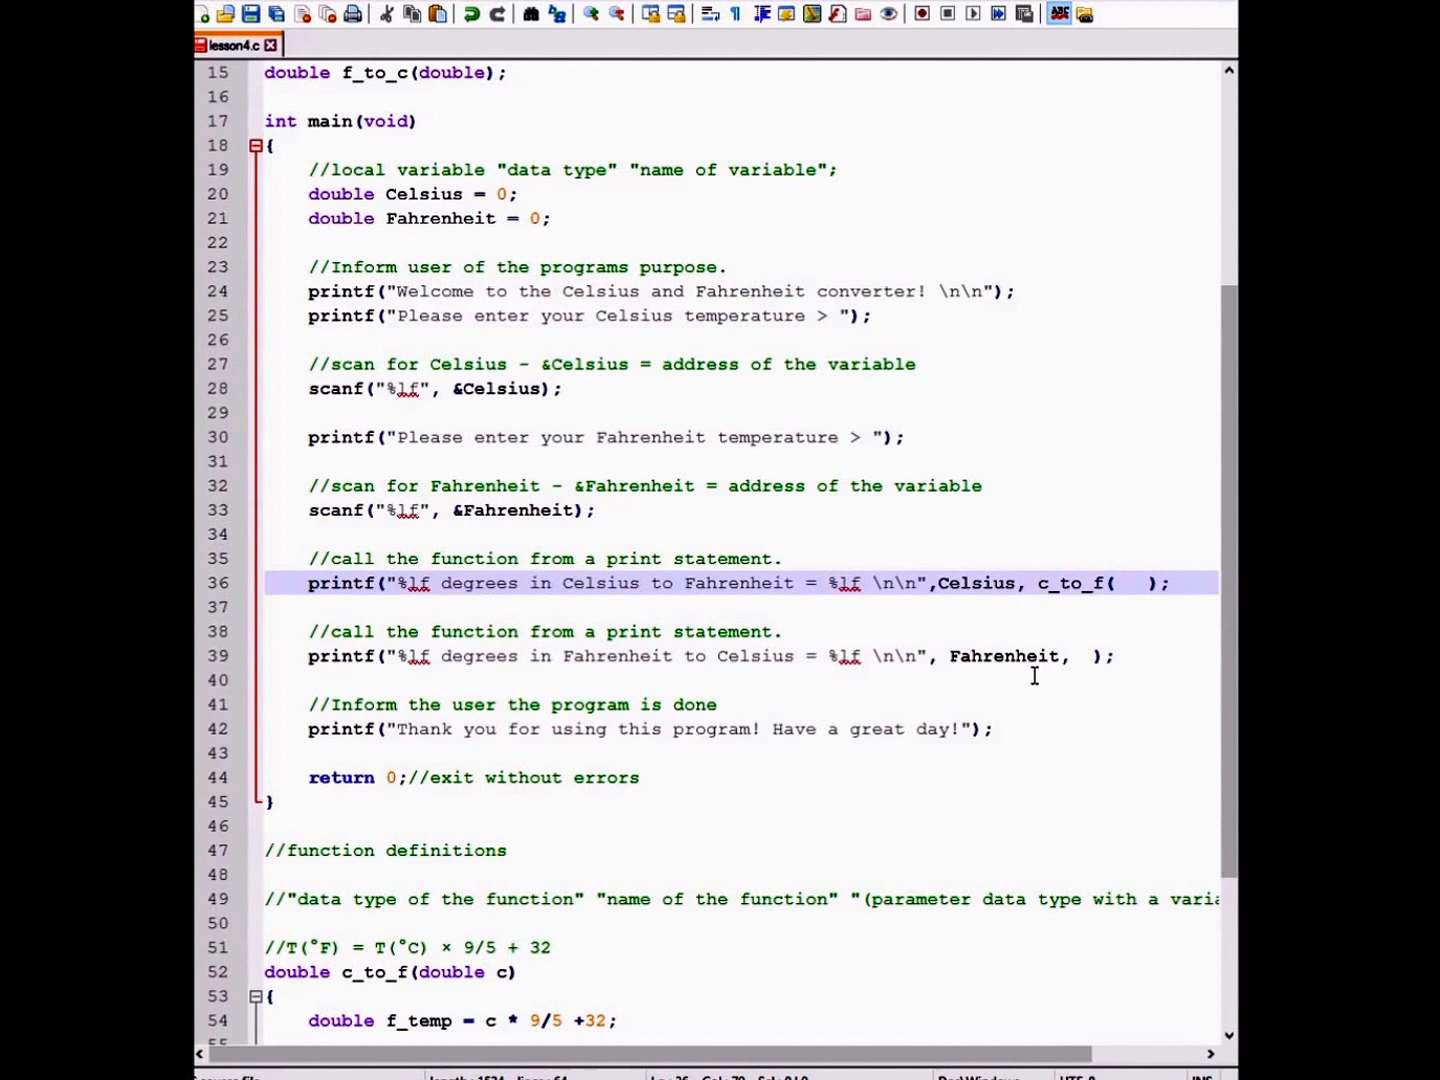 lesson4.c
15 double f_to_c(double);
16
17 int main(void)
18 {
19 //local variable "data type" "name of variable";
20 double Celsius = 0;
21 double Fahrenheit = 0;
22
23 //Inform user of the programs purpose.
24 printf("Welcome to the Celsius and Fahrenheit converter! \n\n");
25 printf("Please enter your Celsius temperature > ");
26
27 //scan for Celsius - &Celsius = address of the variable
28 scanf("%lf", &Celsius);
29
30 printf("Please enter your Fahrenheit temperature > ");
31
32 //scan for Fahrenheit - &Fahrenheit = address of the variable
33 scanf("%lf", &Fahrenheit);
34
35 //call the function from a print statement.
36 printf("%lf degrees in Celsius to Fahrenheit = %lf \n\n",Celsius, c_to_f(   );
37
38 //call the function from a print statement.
39 printf("%lf degrees in Fahrenheit to Celsius = %lf \n\n", Fahrenheit,  );
40
41 //Inform the user the program is done
42 printf("Thank you for using this program! Have a great day!");
43
44 return 0;//exit without errors
45 }
46
47 //function definitions
48
49 //"data type of the function" "name of the function" "(parameter data type with a varia
50
51 //T(°F) = T(°C) × 9/5 + 32
52 double c_to_f(double c)
53 {
54 double f_temp = c * 9/5 +32;